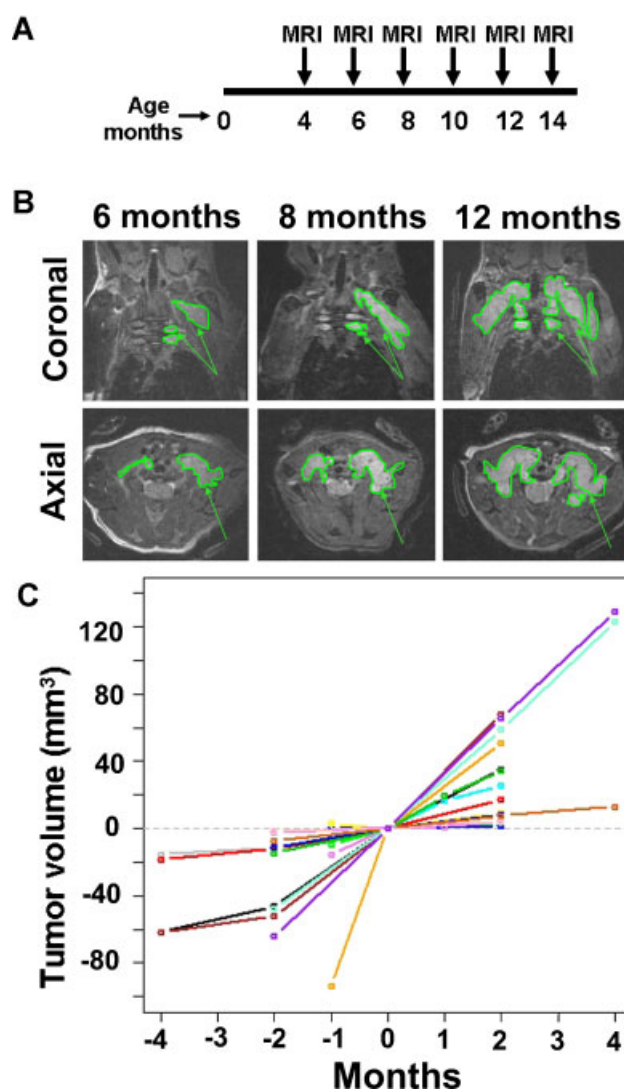 A
MRI MRI MRI MRI MRI MRI
Age months
0 4 6 8 10 12 14
B
6 months 8 months 12 months
Coronal
Axial
C
Tumor volume (mm³)
120
80
40
0
-40
-80
-4 -3 -2 -1 0 1 2 3 4
Months